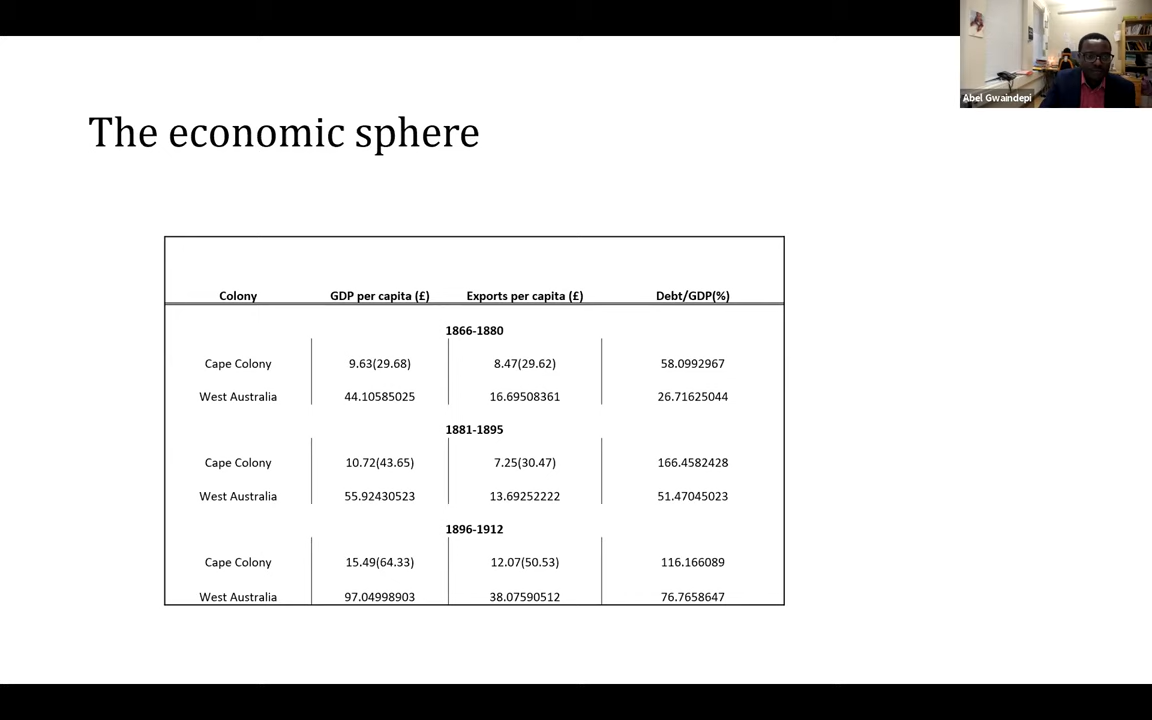 Abel Gwaindepi
The economic sphere
Colony GDP per capita (£) Exports per capita (£) Debt/GDP(%)
1866-1880
Cape Colony 9.63(29.68) 8.47(29.62) 58.0992967
West Australia 44.10585025 16.69508361 26.71625044
1881-1895
Cape Colony 10.72(43.65) 7.25(30.47) 166.4582428
West Australia 55.92430523 13.69252222 51.47045023
1896-1912
Cape Colony 15.49(64.33) 12.07(50.53) 116.166089
West Australia 97.04998903 38.07590512 76.7658647